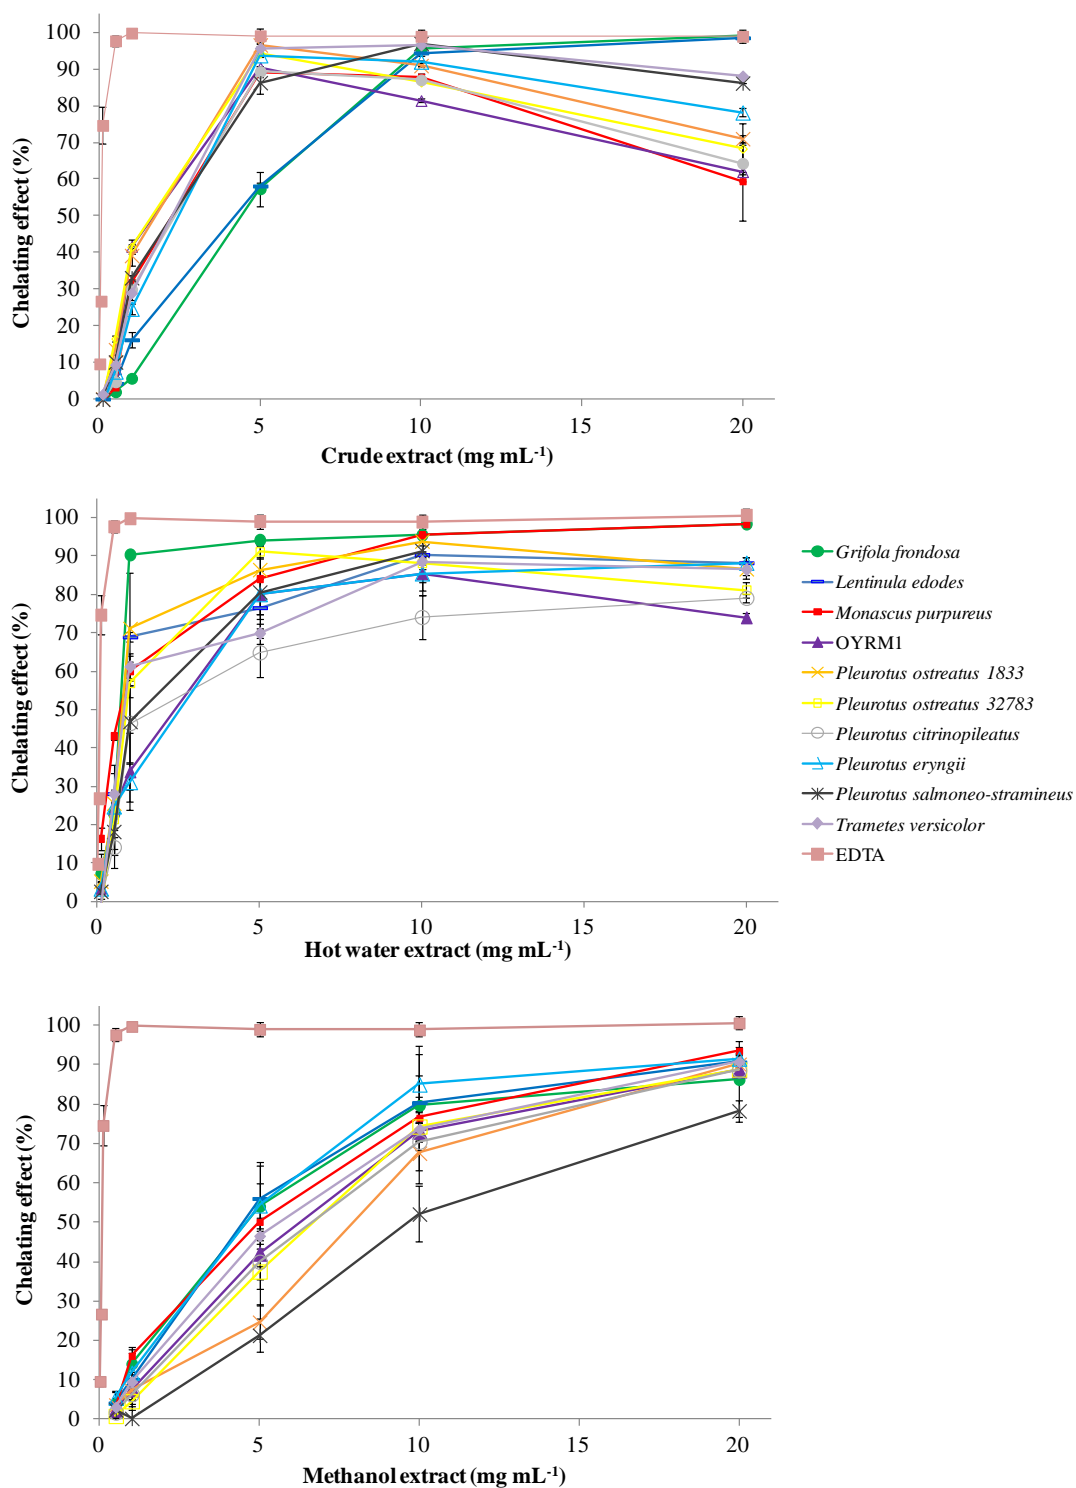 100
90
80
70
60
50
40
30
20
10
0
Chelating effect (%)
0 5 10 15 20
Crude extract (mg mL-1)
100
90
80
70
60
50
40
30
20
10
0
Chelating effect (%)
0 5 10 15 20
Hot water extract (mg mL-1)
Grifola frondosa
Lentinula edodes
Monascus purpureus
OYRM1
Pleurotus ostreatus 1833
Pleurotus ostreatus 32783
Pleurotus citrinopileatus
Pleurotus eryngii
Pleurotus salmoneo-stramineus
Trametes versicolor
EDTA
100
90
80
70
60
50
40
30
20
10
0
Chelating effect (%)
0 5 10 15 20
Methanol extract (mg mL-1)